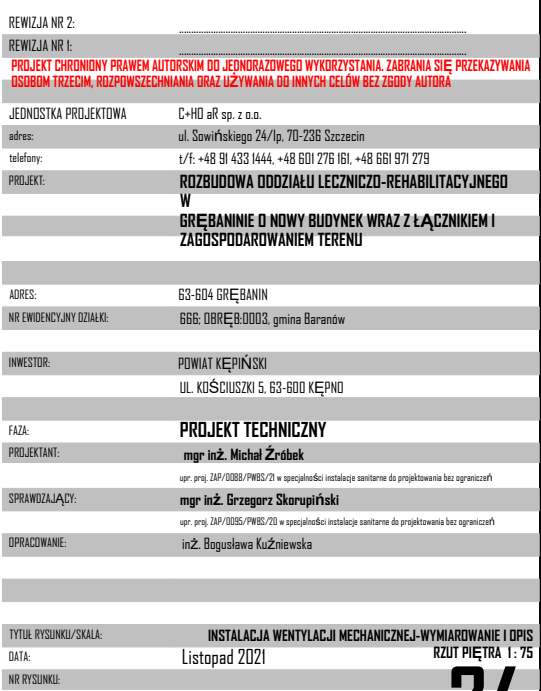 REWIZJA NR 2: ....................
REWIZJA NR 1: ....................
PROJEKT CHRONIONY PRAWEM AUTORSKIM DO JEDNORAZOWEGO WYKORZYSTANIA. ZABRANIA SIĘ PRZEKAZYWANIA
OSOBOM TRZECIM, ROZPOWSZECHNIANIA ORAZ UŻYWANIA DO INNYCH CELÓW BEZ ZGODY AUTORA
JEDNOSTKA PROJEKTOWA C+HO aR sp. z o.o.
adres: ul. Sowińskiego 24/lp, 70-236 Szczecin
telefony: t/f: +48 91 433 1444, +48 601 276 161, +48 661 971 279
PROJEKT: ROZBUDOWA ODDZIAŁU LECZNICZO-REHABILITACYJNEGO
W
GRĘBANINIE O NOWY BUDYNEK WRAZ Z ŁĄCZNIKIEM I
ZAGOSPODAROWANIEM TERENU
ADRES: 63-604 GRĘBANIN
NR EWIDENCYJNY DZIAŁKI: 666; OBRĘB:0003, gmina Baranów
INWESTOR: POWIAT KĘPIŃSKI
UL. KOŚCIUSZKI 5, 63-600 KĘPNO
FAZA: PROJEKT TECHNICZNY
PROJEKTANT: mgr inż. Michał Źróbek
upr. proj. ZAP/0088/PWBS/21 w specjalności instalacje sanitarne do projektowania bez ograniczeń
SPRAWDZAJĄCY: mgr inż. Grzegorz Skorupiński
upr. proj. ZAP/0095/PWBS/20 w specjalności instalacje sanitarne do projektowania bez ograniczeń
OPRACOWANIE: inż. Bogusława Kuźniewska
TYTUŁ RYSUNKU/SKALA: INSTALACJA WENTYLACJI MECHANICZNEJ-WYMIAROWANIE I OPIS
RZUT PIĘTRA 1 : 75
DATA: Listopad 2021
NR RYSUNKU: